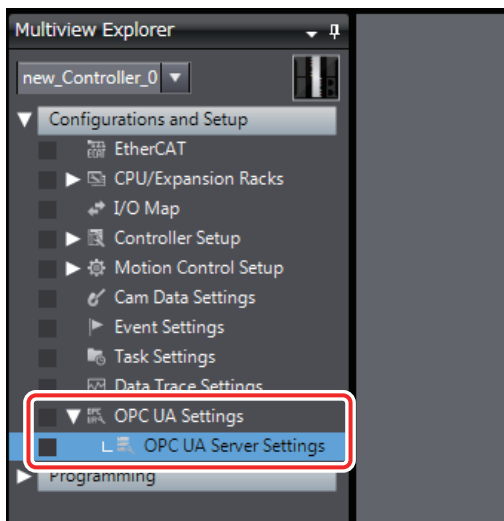 Multiview Explorer
new_Controller_0
Configurations and Setup
EtherCAT
CPU/Expansion Racks
I/O Map
Controller Setup
Motion Control Setup
Cam Data Settings
Event Settings
Task Settings
Data Trace Settings
OPC UA Settings
OPC UA Server Settings
Programming